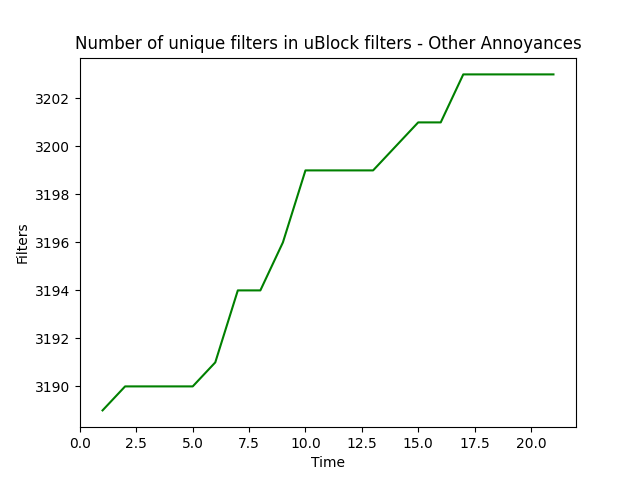 Number of unique filters in uBlock filters - Other Annoyances
3202
3200
3198
3196
3194
3192
3190
Filters
0.0 2.5 5.0 7.5 10.0 12.5 15.0 17.5 20.0
Time